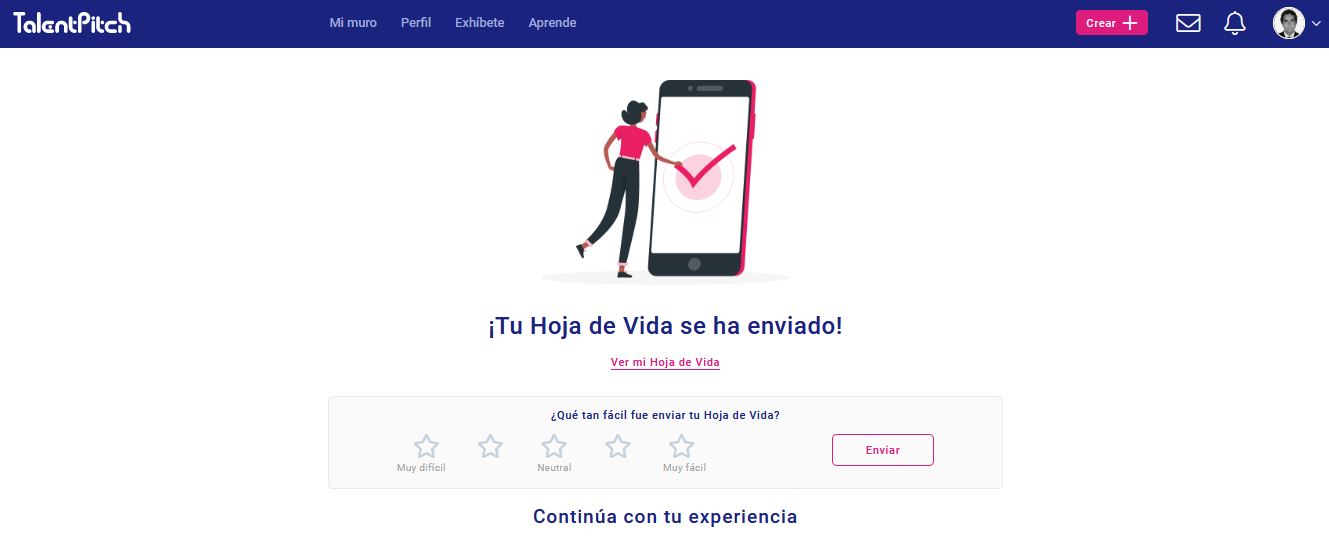 TalentPitch
Mi muro Perfil Exhíbete Aprende
Crear
¡Tu Hoja de Vida se ha enviado!
Ver mi Hoja de Vida
¿Qué tan fácil fue enviar tu Hoja de Vida?
Muy difícil Neutral Muy fácil
Enviar
Continúa con tu experiencia